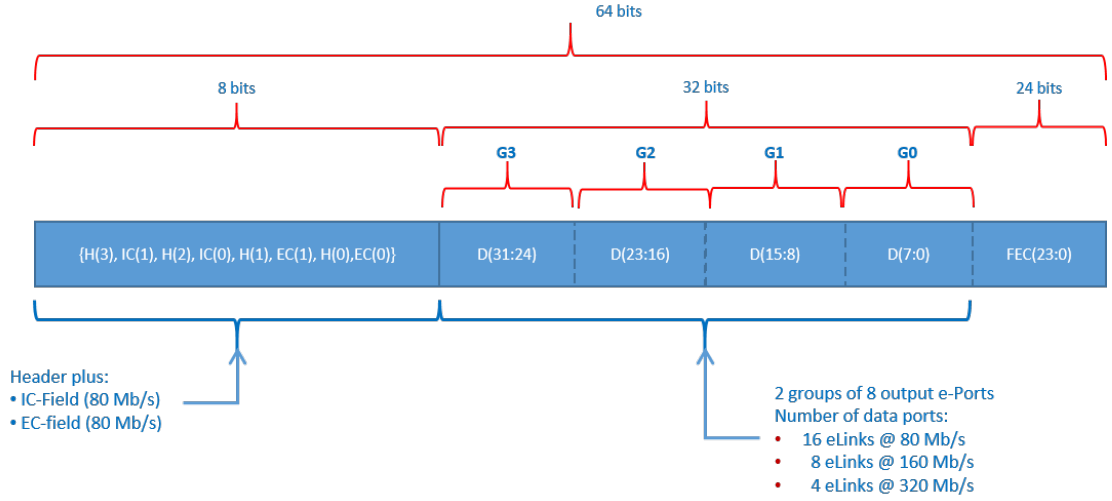 64 bits
8 bits
32 bits
24 bits
G3
G2
G1
G0
{H(3), IC(1), H(2), IC(0), H(1), EC(1), H(0),EC(0)}
D(31:24)
D(23:16)
D(15:8)
D(7:0)
FEC(23:0)
Header plus:
• IC-Field (80 Mb/s)
• EC-field (80 Mb/s)
2 groups of 8 output e-Ports
Number of data ports:
• 16 eLinks @ 80 Mb/s
• 8 eLinks @ 160 Mb/s
• 4 eLinks @ 320 Mb/s